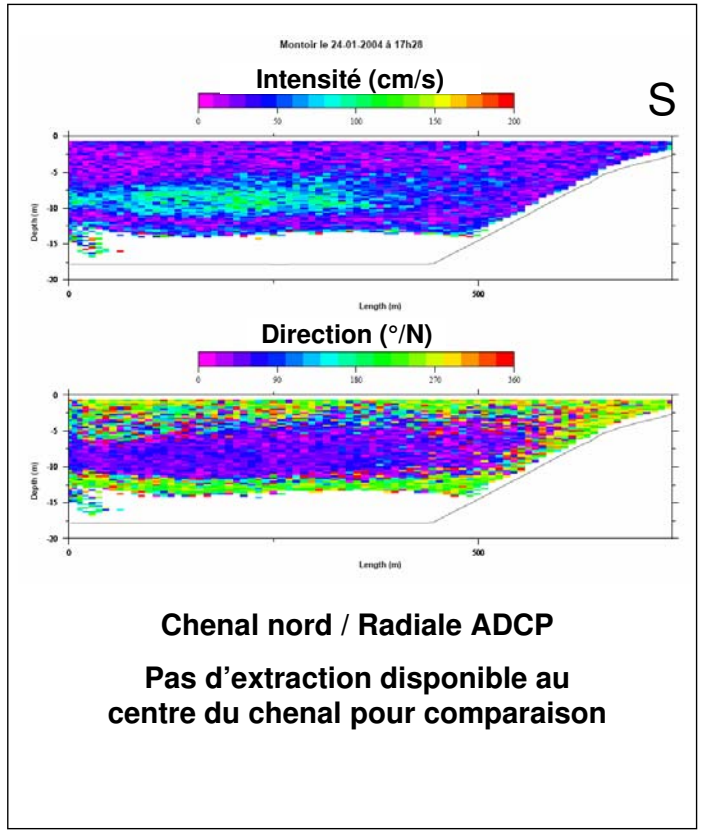 Montoir le 24-01-2004 à 17h28
Intensité (cm/s)
S
0 50 100 150 200
0
-5
-10
-15
-20
Depth (m)
0 500
Length (m)
Direction (°/N)
0 90 180 270 360
0
-5
-10
-15
-20
Depth (m)
0 500
Length (m)
Chenal nord / Radiale ADCP
Pas d'extraction disponible au
centre du chenal pour comparaison